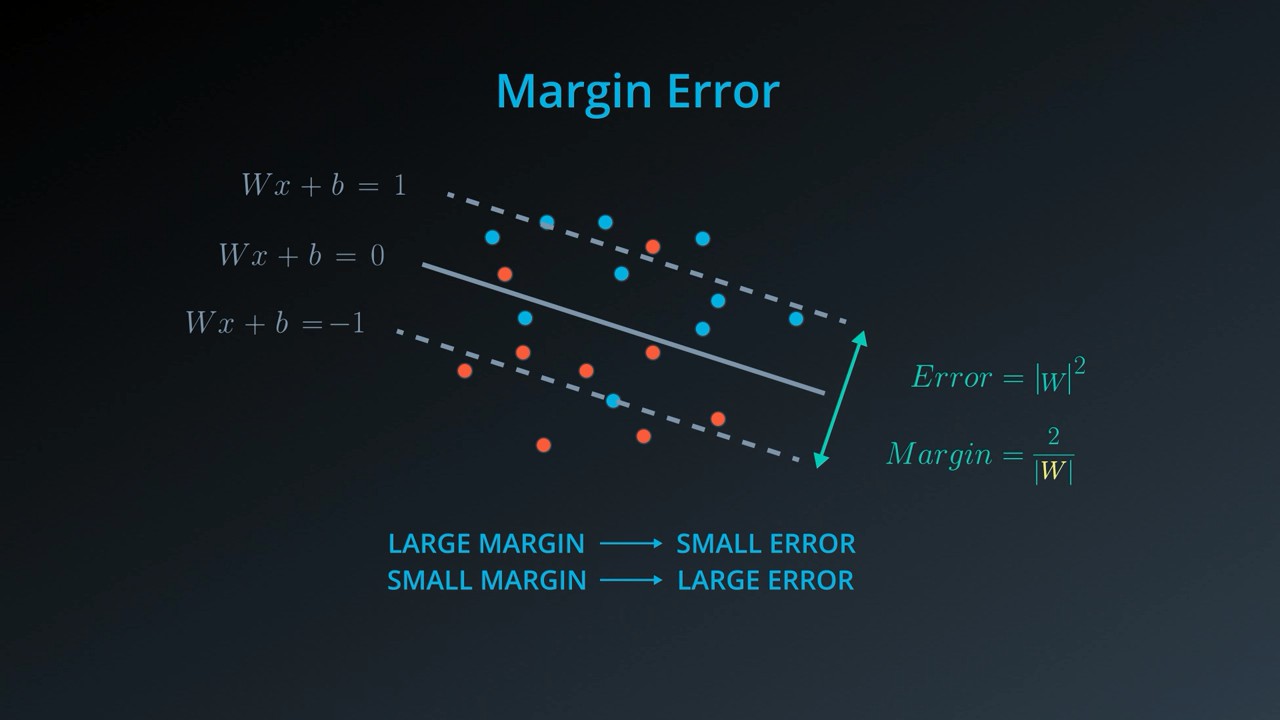 Margin Error
Wx + b = 1
Wx + b = 0
Wx + b = -1
Error = |W|²
Margin = 2/|W|
LARGE MARGIN → SMALL ERROR
SMALL MARGIN → LARGE ERROR